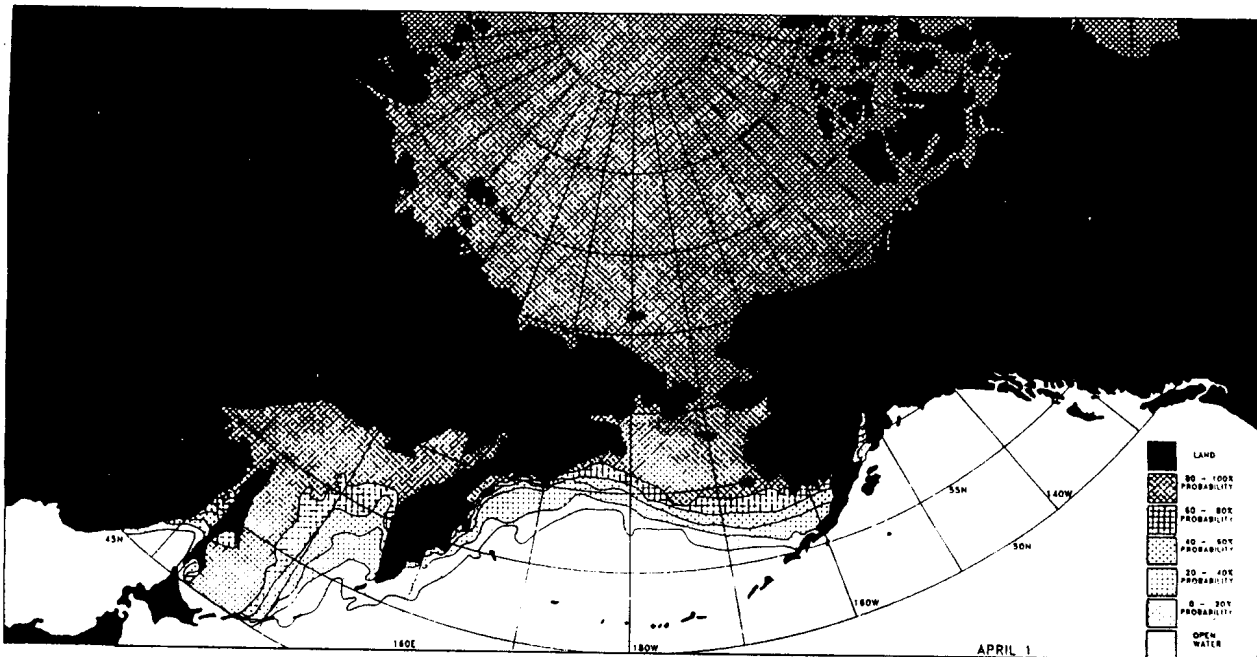 45N
160E
180W
160W
50N
55N
140W
APRIL 1
LAND
80 - 100%
PROBABILITY
60 - 80%
PROBABILITY
40 - 60%
PROBABILITY
20 - 40%
PROBABILITY
0 - 20%
PROBABILITY
OPEN
WATER